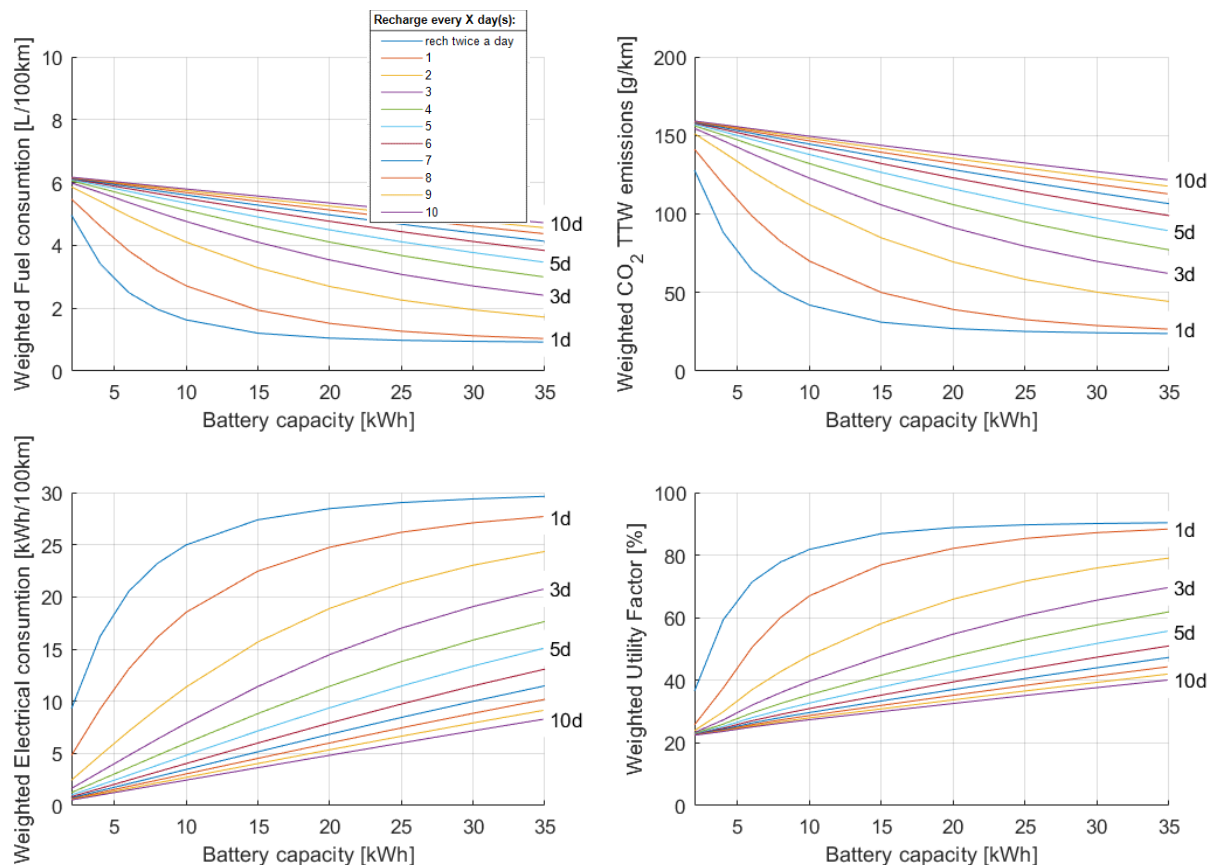 Recharge every X day(s):
rech twice a day
1
2
3
4
5
6
7
8
9
10
Weighted Fuel consumtion [L/100km]
10
8
6
4
2
0
5 10 15 20 25 30 35
Battery capacity [kWh]
10d
5d
3d
1d
Weighted CO2 TTW emissions [g/km]
200
150
100
50
0
5 10 15 20 25 30 35
Battery capacity [kWh]
10d
5d
3d
1d
Weighted Electrical consumtion [kWh/100km]
30
25
20
15
10
5
0
5 10 15 20 25 30 35
Battery capacity [kWh]
1d
3d
5d
10d
Weighted Utility Factor [%]
100
80
60
40
20
0
5 10 15 20 25 30 35
Battery capacity [kWh]
1d
3d
5d
10d